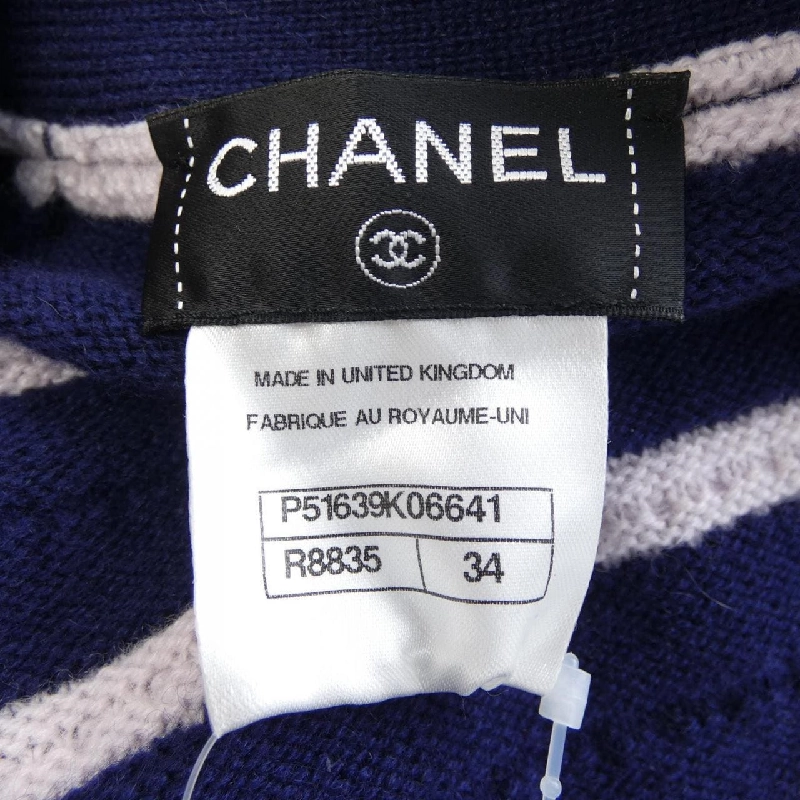 CHANEL
MADE IN UNITED KINGDOM
FABRIQUE AU ROYAUME-UNI
P51639K06641
R8835 34